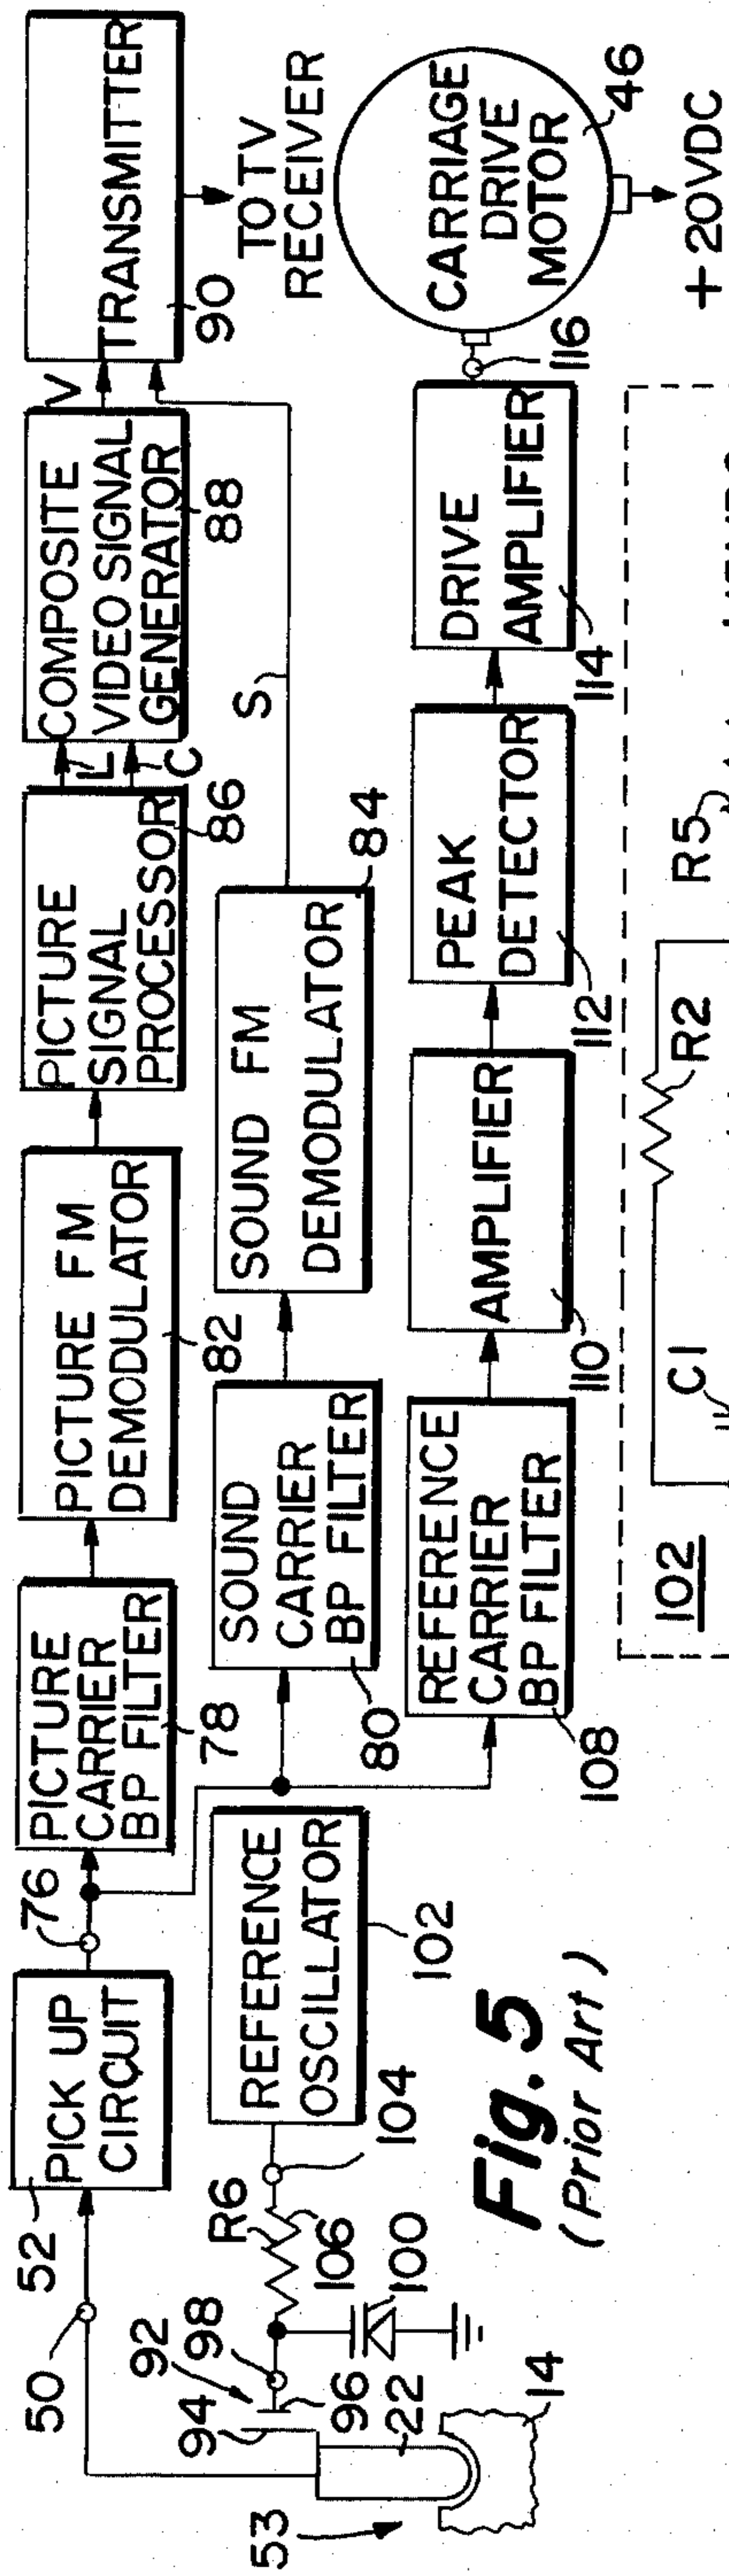 52
PICK UP
CIRCUIT
50
76
PICTURE
CARRIER
BP FILTER
78
PICTURE FM
DEMODULATOR
82
PICTURE
SIGNAL
PROCESSOR
86
L
C
COMPOSITE
VIDEO SIGNAL
GENERATOR
88
V
TRANSMITTER
90
TO TV
RECEIVER
53
94
92
98
96
22
14
R6
106
100
104
REFERENCE
OSCILLATOR
102
SOUND
CARRIER
BP FILTER
80
SOUND FM
DEMODULATOR
84
S
REFERENCE
CARRIER
BP FILTER
108
AMPLIFIER
110
PEAK
DETECTOR
112
DRIVE
AMPLIFIER
114
116
CARRIAGE
DRIVE
MOTOR
46
+20VDC
Fig. 5
(Prior Art)
102
C1
R2
R5